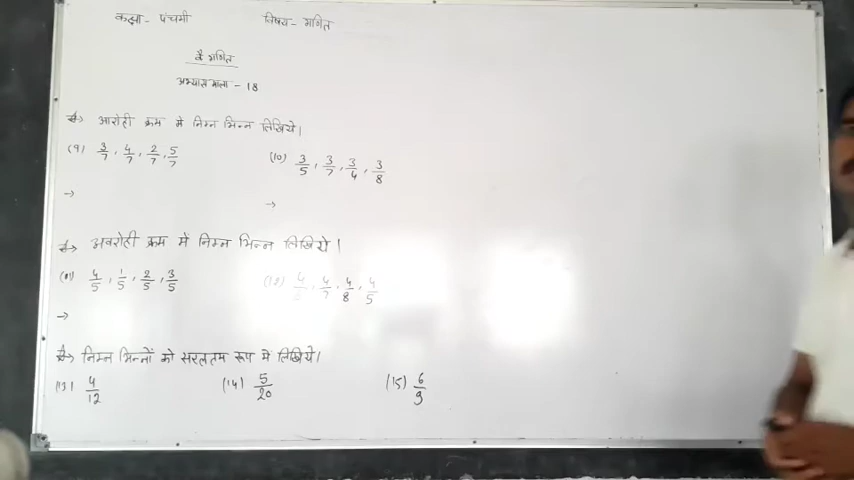 कक्षा- पंचमी विषय - गणित
वै गणित
अभ्यासमाला - 18
आरोही क्रम में निम्न भिन्न लिखिये।
(9) 3/7, 4/7, 2/7, 5/7 (10) 3/5, 3/7, 3/4, 3/8
→ →
अवरोही क्रम में निम्न भिन्न लिखिये।
(11) 4/5, 1/5, 2/5, 3/5 (12) 4/7, 4/8, 4/5
→
निम्न भिन्नों को सरलतम रूप में लिखिये।
(13) 4/12 (14) 5/20 (15) 6/9